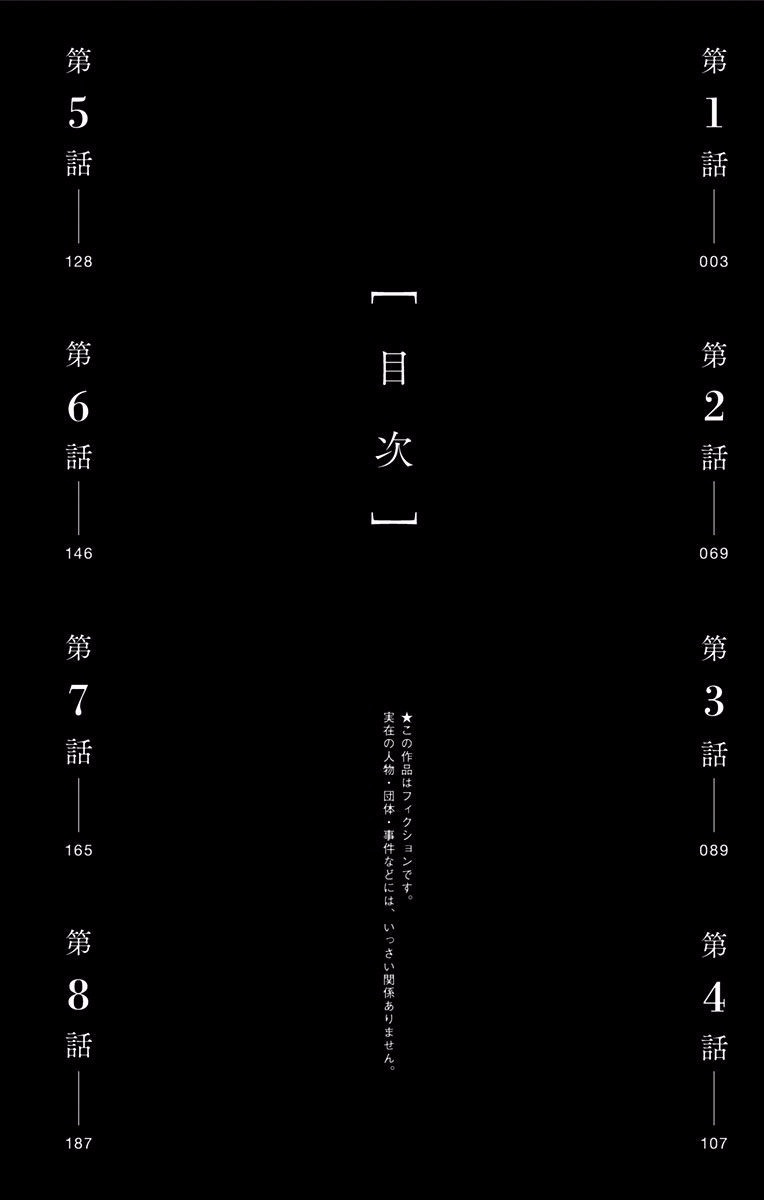 第1話
003
第2話
069
第3話
089
第4話
107
[目次]
★この作品はフィクションです。
実在の人物・団体・事件などには、いっさい関係ありません。
第5話
128
第6話
146
第7話
165
第8話
187